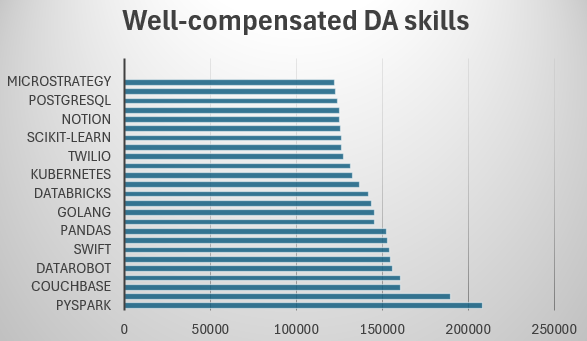 Well-compensated DA skills
MICROSTRATEGY
POSTGRESQL
NOTION
SCIKIT-LEARN
TWILIO
KUBERNETES
DATABRICKS
GOLANG
PANDAS
SWIFT
DATAROBOT
COUCHBASE
PYSPARK
0 50000 100000 150000 200000 250000